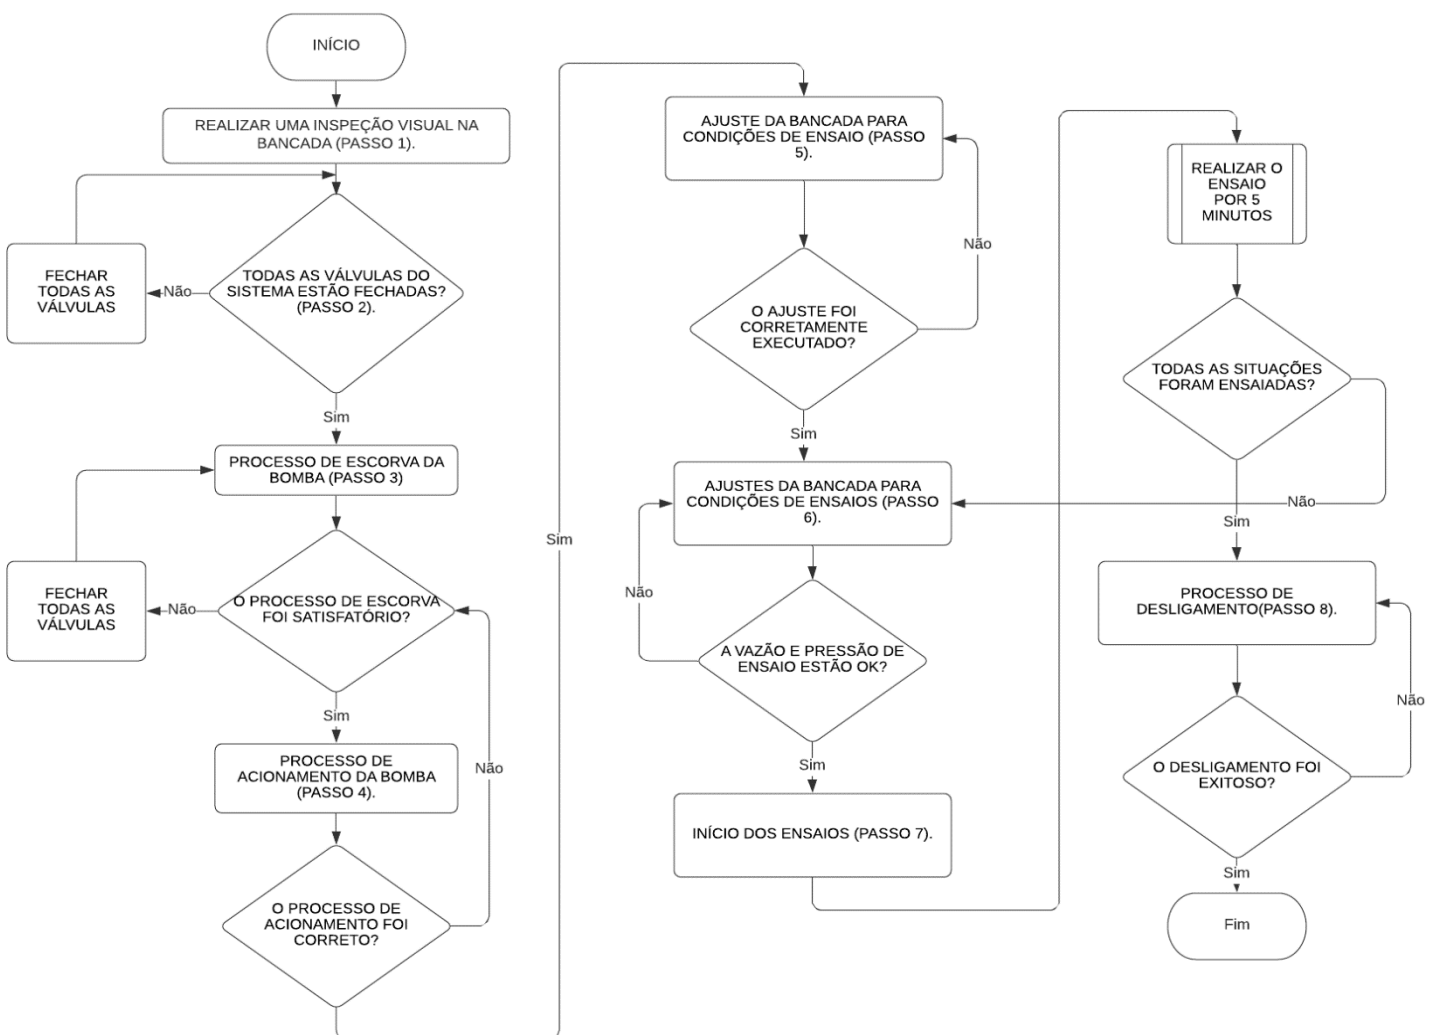 INÍCIO
REALIZAR UMA INSPEÇÃO VISUAL NA
BANCADA (PASSO 1).
TODAS AS VÁLVULAS DO
SISTEMA ESTÃO FECHADAS?
(PASSO 2).
Não
FECHAR
TODAS AS
VÁLVULAS
Sim
PROCESSO DE ESCORVA DA
BOMBA (PASSO 3)
O PROCESSO DE ESCORVA
FOI SATISFATÓRIO?
Não
FECHAR
TODAS AS
VÁLVULAS
Sim
PROCESSO DE
ACIONAMENTO DA BOMBA
(PASSO 4).
Não
O PROCESSO DE
ACIONAMENTO FOI
CORRETO?
Sim
AJUSTE DA BANCADA PARA
CONDIÇÕES DE ENSAIO (PASSO
5).
Não
O AJUSTE FOI
CORRETAMENTE
EXECUTADO?
Sim
AJUSTES DA BANCADA PARA
CONDIÇÕES DE ENSAIOS (PASSO
6).
Não
A VAZÃO E PRESSÃO DE
ENSAIO ESTÃO OK?
Sim
INÍCIO DOS ENSAIOS (PASSO 7).
REALIZAR O
ENSAIO
POR 5
MINUTOS
TODAS AS SITUAÇÕES
FORAM ENSAIADAS?
Não
Sim
PROCESSO DE
DESLIGAMENTO(PASSO 8).
Não
O DESLIGAMENTO FOI
EXITOSO?
Sim
Fim